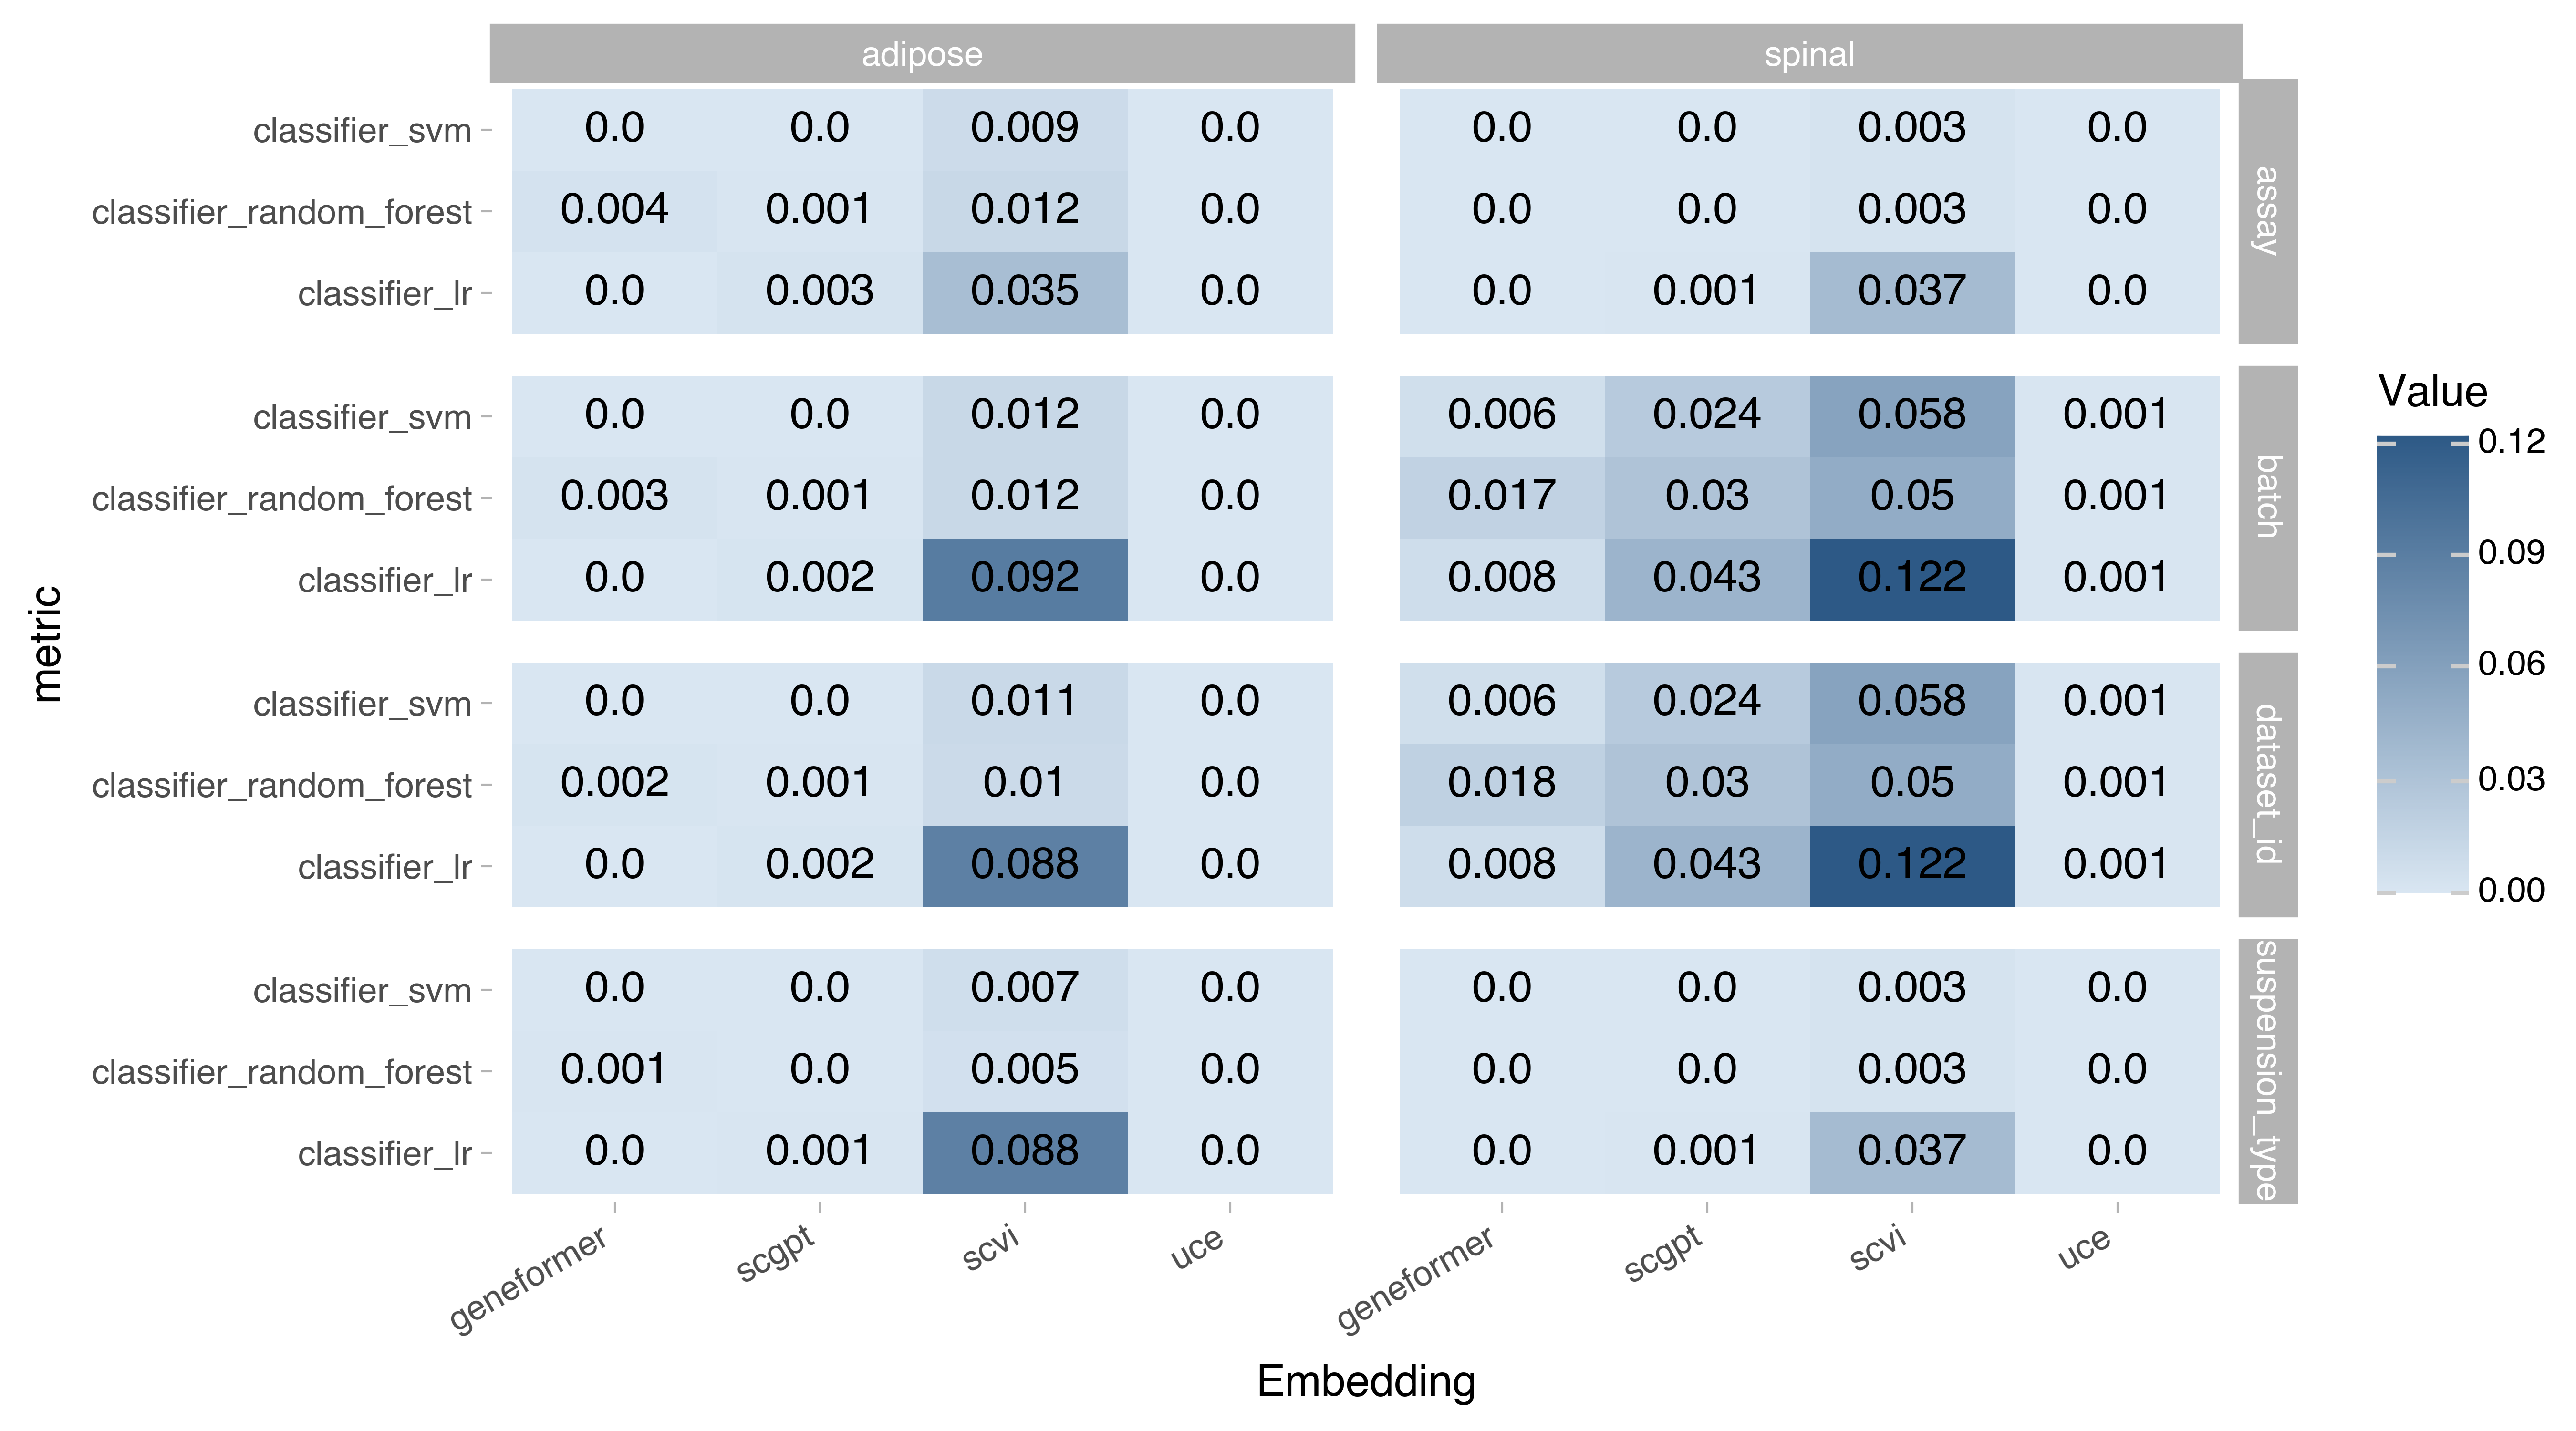 adipose spinal
classifier_svm 0.0 0.0 0.009 0.0 0.0 0.0 0.003 0.0
classifier_random_forest 0.004 0.001 0.012 0.0 0.0 0.0 0.003 0.0
classifier_lr 0.0 0.003 0.035 0.0 0.0 0.001 0.037 0.0
assay
classifier_svm 0.0 0.0 0.012 0.0 0.006 0.024 0.058 0.001
classifier_random_forest 0.003 0.001 0.012 0.0 0.017 0.03 0.05 0.001
classifier_lr 0.0 0.002 0.092 0.0 0.008 0.043 0.122 0.001
batch
classifier_svm 0.0 0.0 0.011 0.0 0.006 0.024 0.058 0.001
classifier_random_forest 0.002 0.001 0.01 0.0 0.018 0.03 0.05 0.001
classifier_lr 0.0 0.002 0.088 0.0 0.008 0.043 0.122 0.001
dataset_id
classifier_svm 0.0 0.0 0.007 0.0 0.0 0.0 0.003 0.0
classifier_random_forest 0.001 0.0 0.005 0.0 0.0 0.0 0.003 0.0
classifier_lr 0.0 0.001 0.088 0.0 0.0 0.001 0.037 0.0
suspension_type
geneformer scgpt scvi uce geneformer scgpt scvi uce
Embedding
metric
Value
0.12
0.09
0.06
0.03
0.00